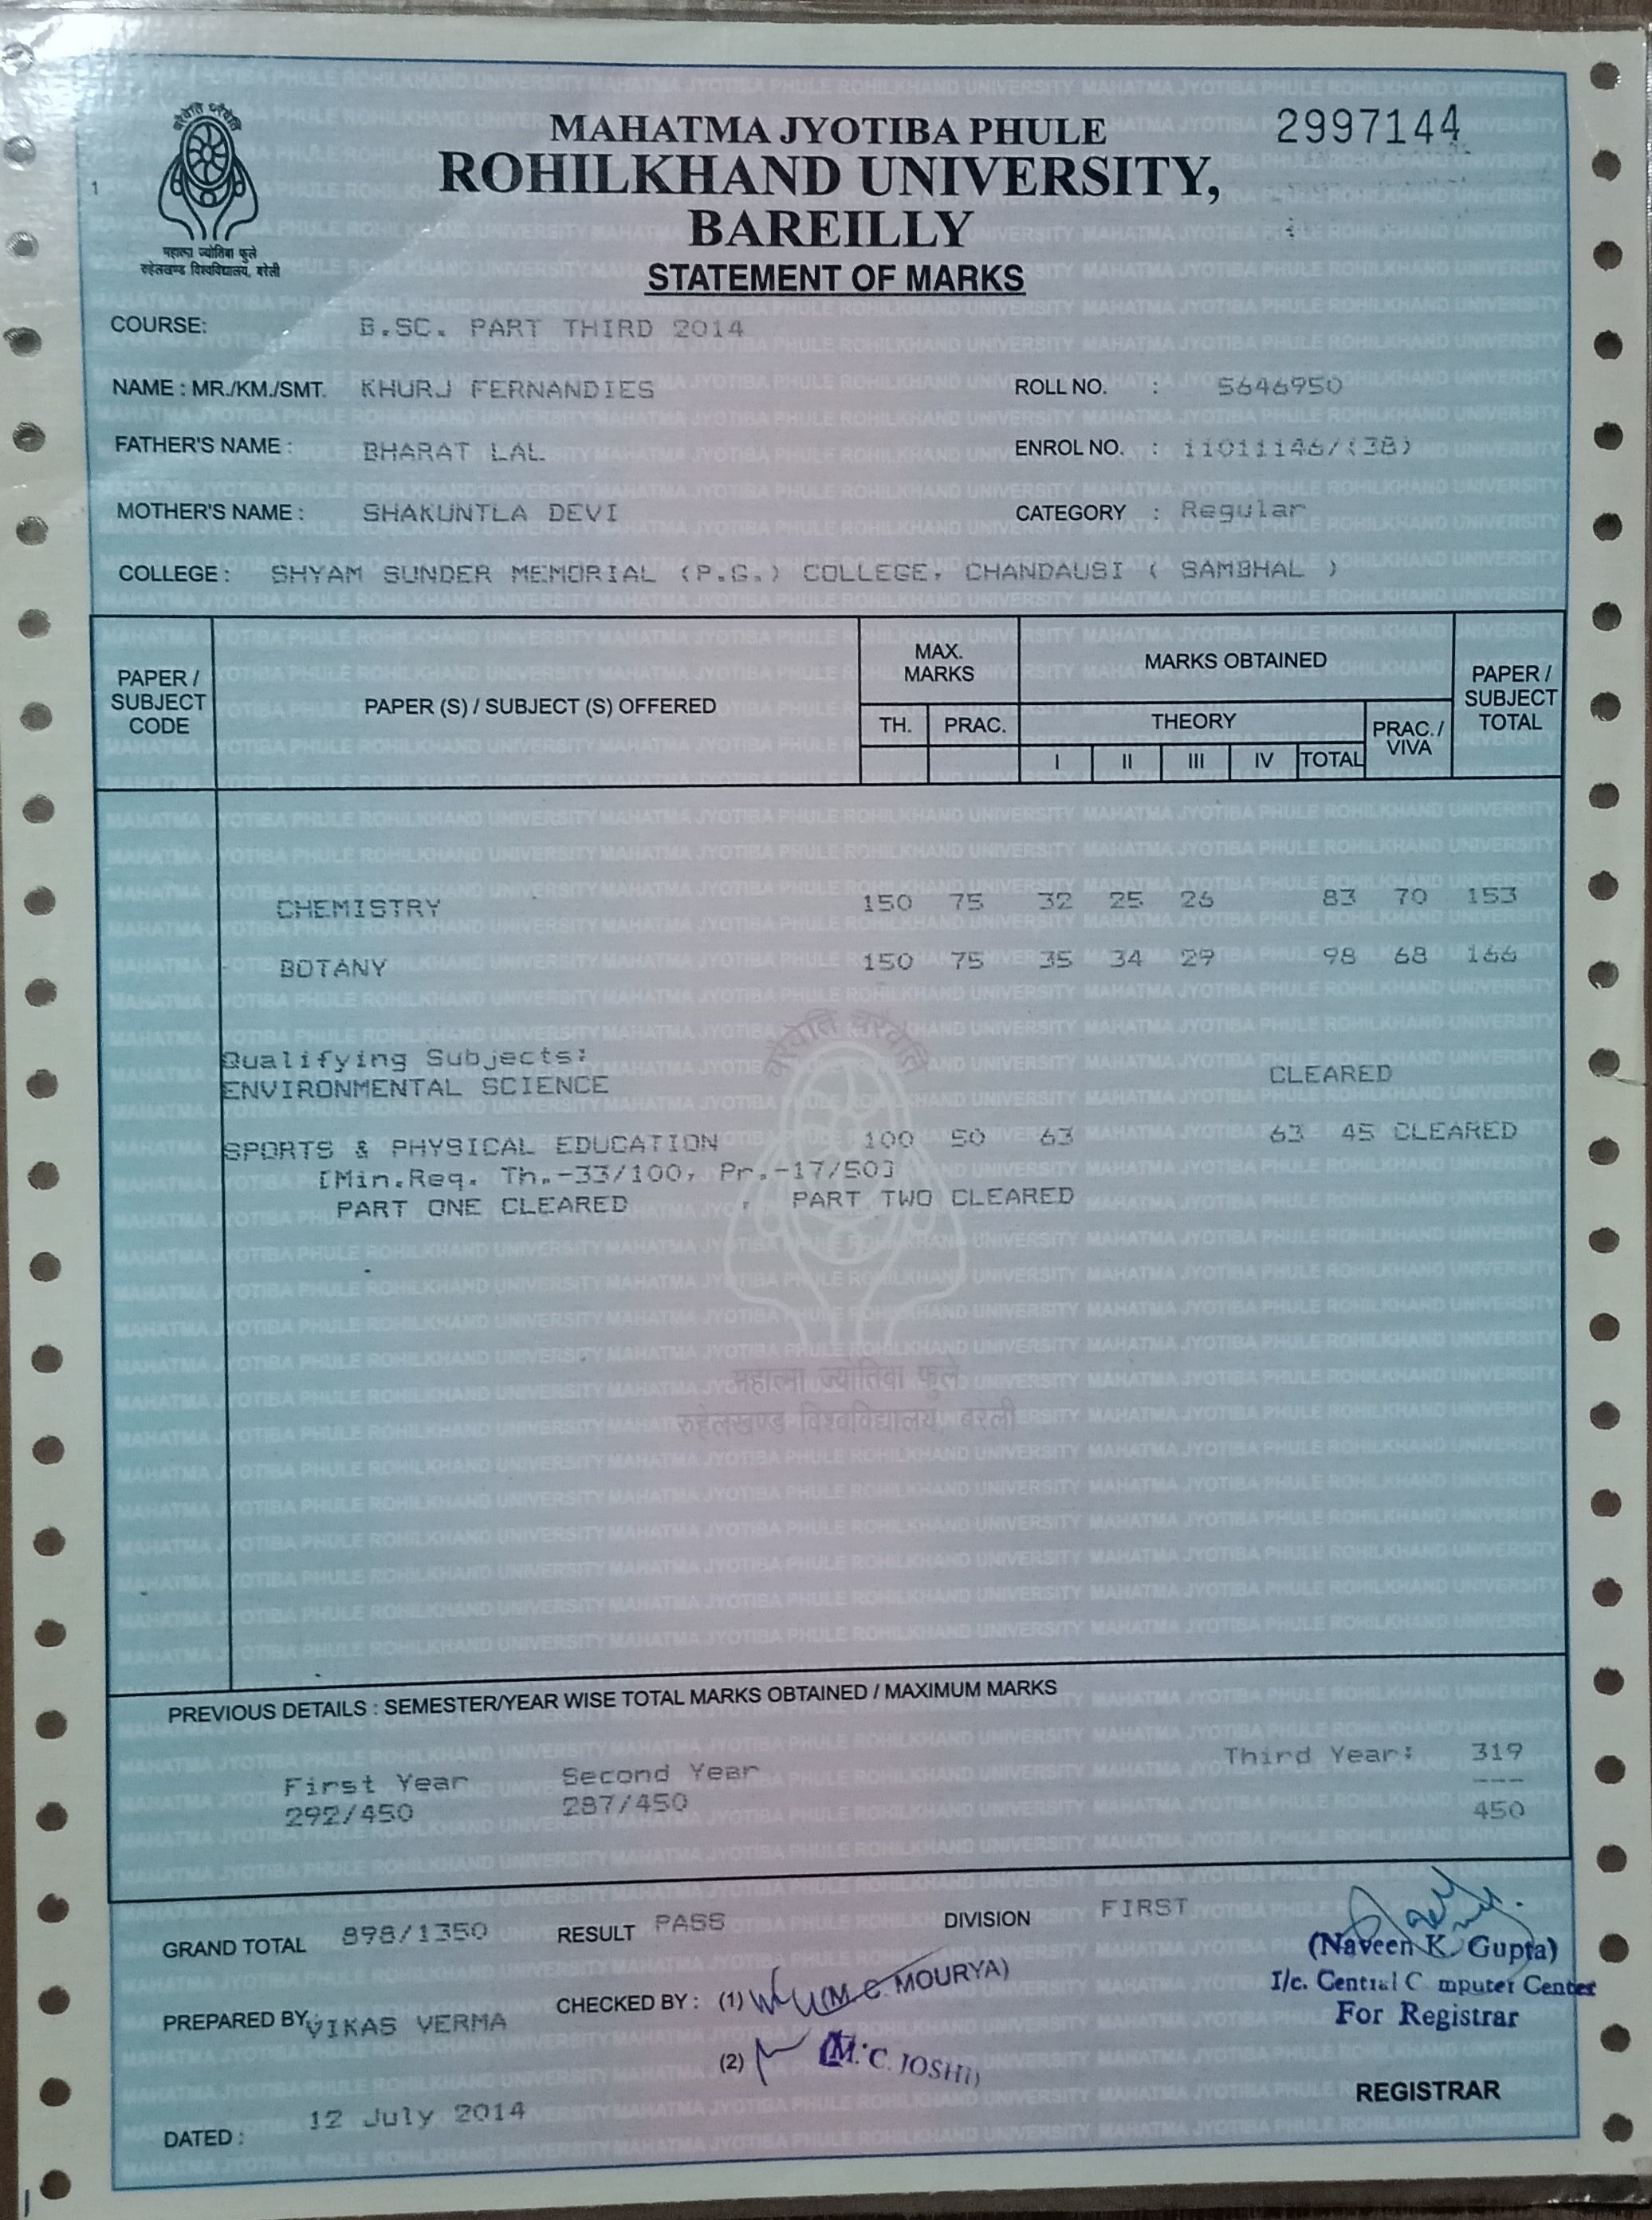 चरैवेति चरैवेति
महात्मा ज्योतिबा फुले
रुहेलखण्ड विश्वविद्यालय, बरेली
MAHATMA JYOTIBA PHULE
2997144
ROHILKHAND UNIVERSITY,
BAREILLY
STATEMENT OF MARKS
1
COURSE: B.SC. PART THIRD 2014
NAME : MR./KM./SMT. KHURJ FERNANDIES ROLL NO. : 5646950
FATHER'S NAME : BHARAT LAL ENROL NO. : 11011146/(38)
MOTHER'S NAME : SHAKUNTLA DEVI CATEGORY : Regular
COLLEGE : SHYAM SUNDER MEMORIAL (P.G.) COLLEGE, CHANDAUSI ( SAMBHAL )
PAPER / SUBJECT CODE PAPER (S) / SUBJECT (S) OFFERED MAX. MARKS MARKS OBTAINED PAPER / SUBJECT TOTAL
TH. PRAC. THEORY PRAC. / VIVA
I II III IV TOTAL
CHEMISTRY 150 75 32 25 26 83 70 153
BOTANY 150 75 35 34 29 98 68 166
Qualifying Subjects:
ENVIRONMENTAL SCIENCE CLEARED
SPORTS & PHYSICAL EDUCATION 100 50 63 63 45 CLEARED
[Min.Req. Th.-33/100, Pr.-17/50]
PART ONE CLEARED , PART TWO CLEARED
चरैवेति चरैवेति
महात्मा ज्योतिबा फुले
रुहेलखण्ड विश्वविद्यालय, बरेली
PREVIOUS DETAILS : SEMESTER/YEAR WISE TOTAL MARKS OBTAINED / MAXIMUM MARKS
First Year Second Year Third Year: 319
292/450 287/450 ---
450
GRAND TOTAL 898/1350 RESULT PASS DIVISION FIRST
(Naveen K. Gupta)
I/c. Central C mputer Center
For Registrar
PREPARED BY VIKAS VERMA CHECKED BY : (1) (M. C. MOURYA)
(2) (M. C. JOSHI)
REGISTRAR
DATED : 12 July 2014